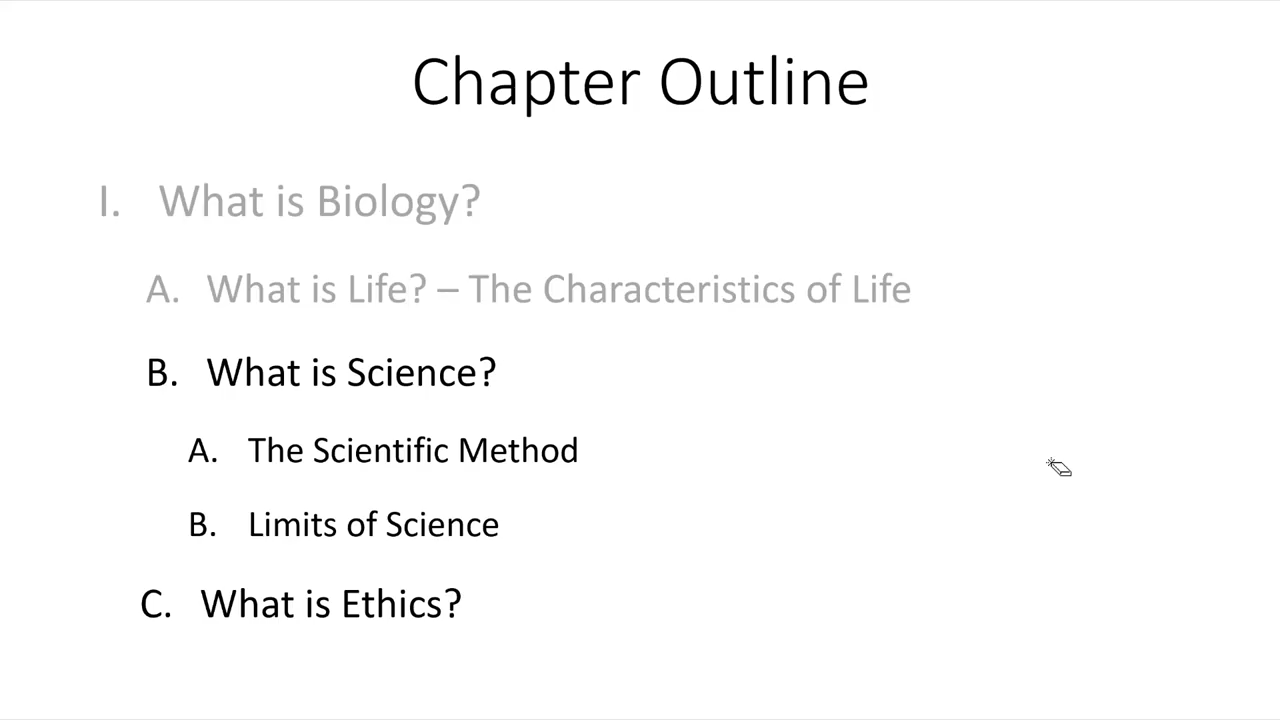 Chapter Outline
I. What is Biology?
A. What is Life? – The Characteristics of Life
B. What is Science?
A. The Scientific Method
B. Limits of Science
C. What is Ethics?